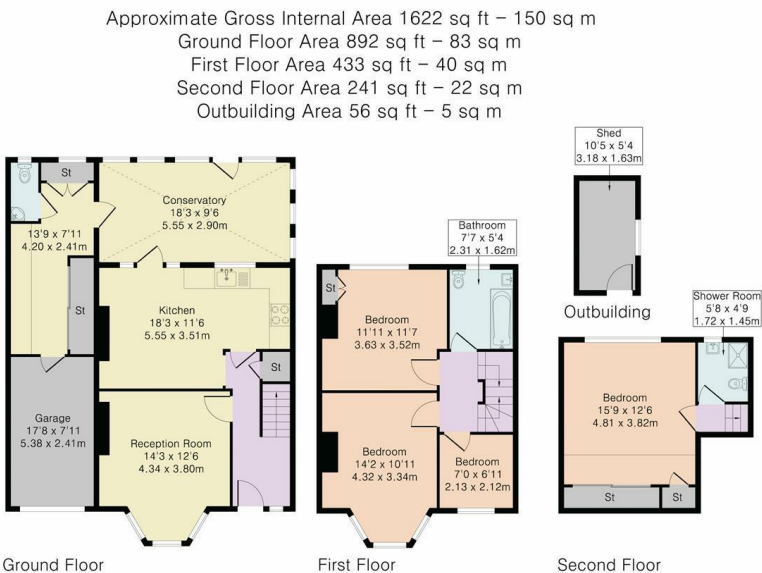 Approximate Gross Internal Area 1622 sq ft - 150 sq m
Ground Floor Area 892 sq ft - 83 sq m
First Floor Area 433 sq ft - 40 sq m
Second Floor Area 241 sq ft - 22 sq m
Outbuilding Area 56 sq ft - 5 sq m
St
13'9 x 7'11
4.20 x 2.41m
St
Conservatory
18'3 x 9'6
5.55 x 2.90m
Kitchen
18'3 x 11'6
5.55 x 3.51m
St
Garage
17'8 x 7'11
5.38 x 2.41m
Reception Room
14'3 x 12'6
4.34 x 3.80m
Ground Floor
Bathroom
7'7 x 5'4
2.31 x 1.62m
St
Bedroom
11'11 x 11'7
3.63 x 3.52m
Bedroom
14'2 x 10'11
4.32 x 3.34m
Bedroom
7'0 x 6'11
2.13 x 2.12m
First Floor
Shed
10'5 x 5'4
3.18 x 1.63m
Outbuilding
Shower Room
5'8 x 4'9
1.72 x 1.45m
Bedroom
15'9 x 12'6
4.81 x 3.82m
St
St
Second Floor